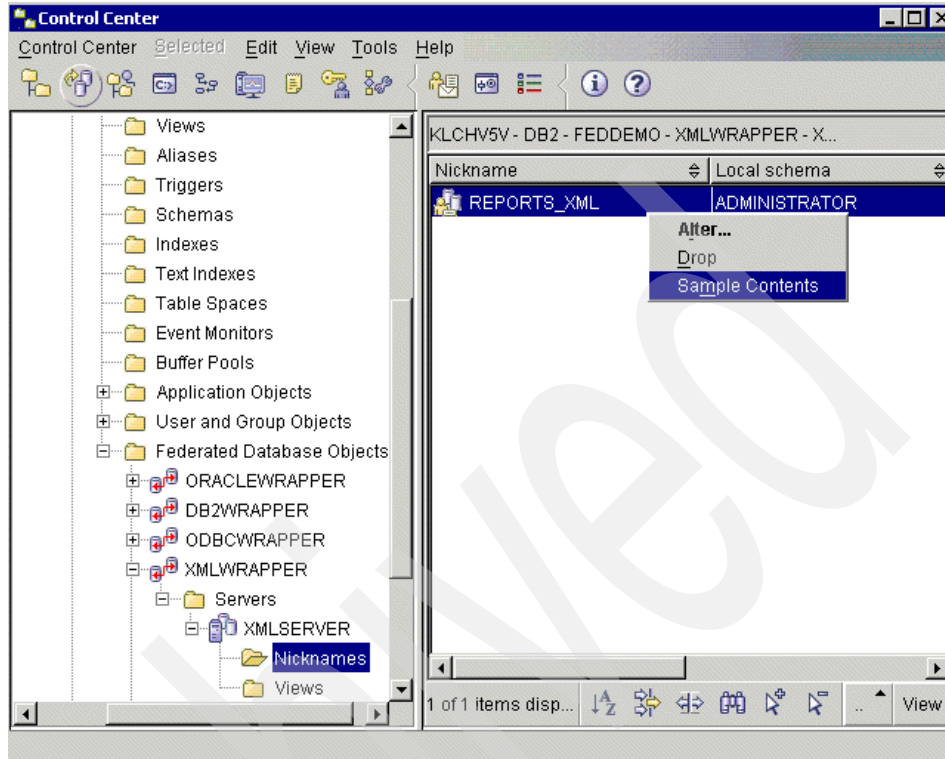 Control Center
Control Center Selected Edit View Tools Help
Views
Aliases
Triggers
Schemas
Indexes
Text Indexes
Table Spaces
Event Monitors
Buffer Pools
Application Objects
User and Group Objects
Federated Database Objects
ORACLEWRAPPER
DB2WRAPPER
ODBCWRAPPER
XMLWRAPPER
Servers
XMLSERVER
Nicknames
Views
KLCHV5V - DB2 - FEDDEMO - XMLWRAPPER - X...
Nickname Local schema
REPORTS_XML ADMINISTRATOR
Alter...
Drop
Sample Contents
1 of 1 items disp... .. View